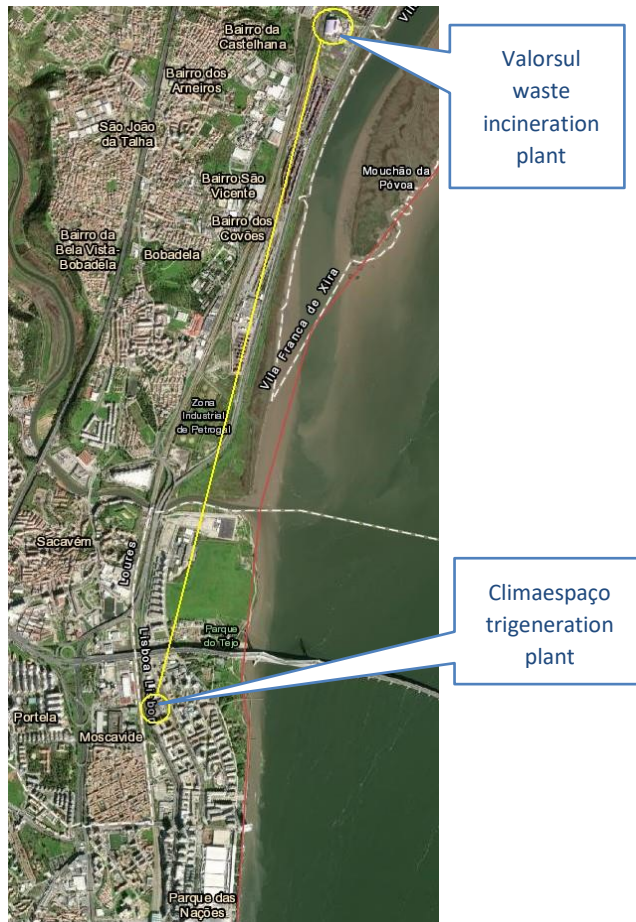 Vil
Bairro da
Castelhana
Bairro dos
Arneiros
São João
da Talha
Mouchão da
Póvoa
Bairro São
Vicente
Bairro dos
Covões
Bairro da
Bela Vista-
Bobadela
Bobadela
Vila Franca de Xira
Zona
Industrial
de Petrogal
Sacavém
Loures
Parque
do Tejo
Lisboa
Lisboa
Portela
Moscavide
Parque das
Nações
Valorsul
waste
incineration
plant
Climaespaço
trigeneration
plant